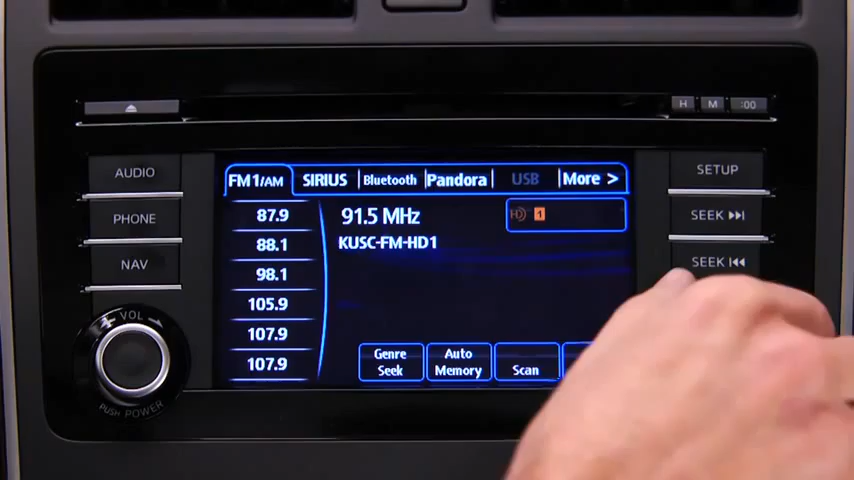 H M :00
AUDIO
PHONE
NAV
VOL
PUSH POWER
FM1/AM SIRIUS Bluetooth Pandora USB More >
87.9
88.1
98.1
105.9
107.9
107.9
91.5 MHz
HD 1
KUSC-FM-HD1
Genre Seek
Auto Memory
Scan
SETUP
SEEK
SEEK